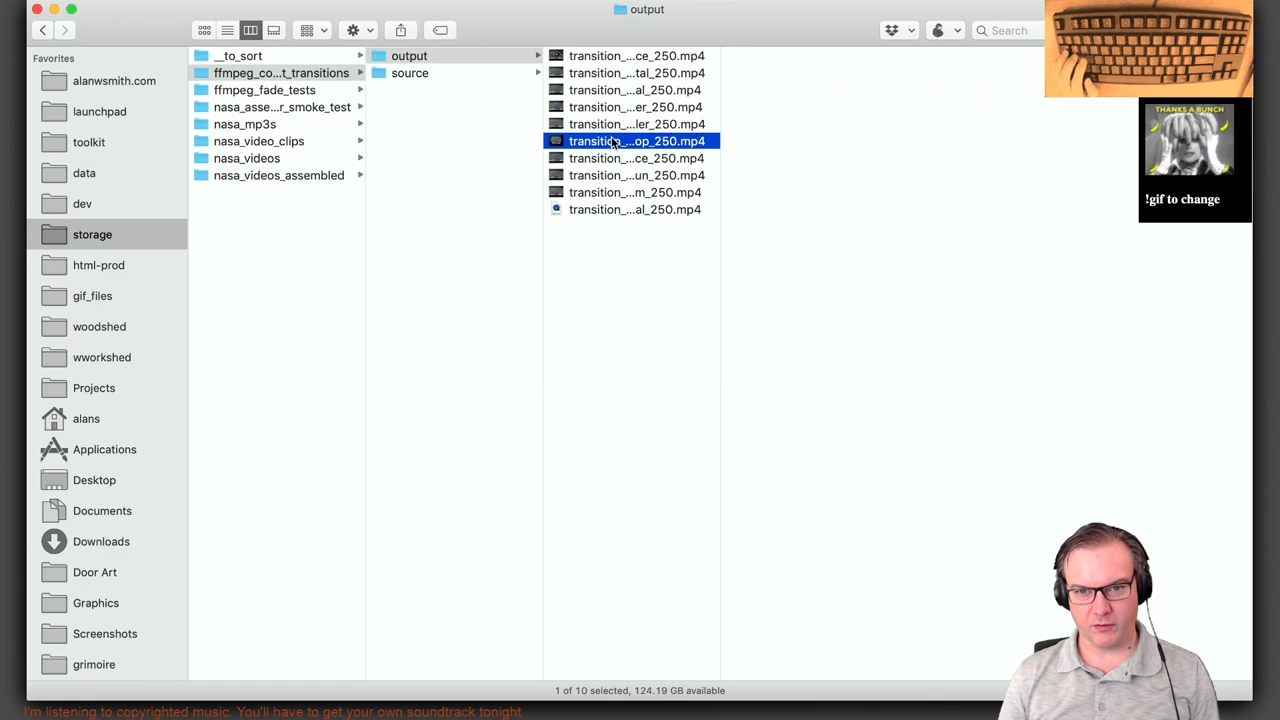 output
Search
Favorites
alanwsmith.com
launchpad
toolkit
data
dev
storage
html-prod
gif_files
woodshed
wworkshed
Projects
alans
Applications
Desktop
Documents
Downloads
Door Art
Graphics
Screenshots
grimoire
__to_sort
ffmpeg_co...t_transitions
ffmpeg_fade_tests
nasa_asse...r_smoke_test
nasa_mp3s
nasa_video_clips
nasa_videos
nasa_videos_assembled
output
source
transition_...ce_250.mp4
transition_...tal_250.mp4
transition_...al_250.mp4
transition_...er_250.mp4
transition_...ler_250.mp4
transition_...op_250.mp4
transition_...ce_250.mp4
transition_...un_250.mp4
transition_...m_250.mp4
transition_...al_250.mp4
THANKS A BUNCH
!gif to change
1 of 10 selected, 124.19 GB available
I'm listening to copyrighted music. You'll have to get your own soundtrack tonight